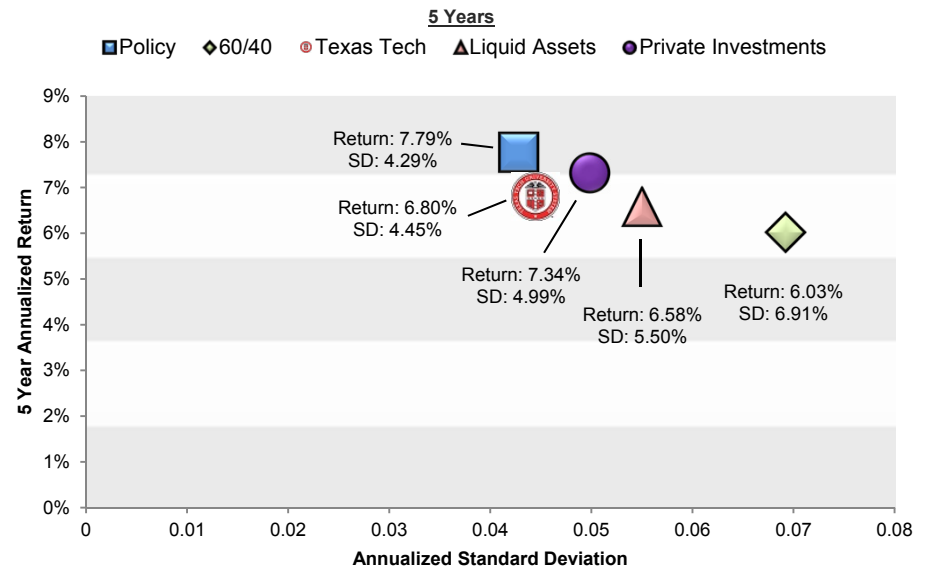 5 Years
Policy 60/40 Texas Tech Liquid Assets Private Investments
9%
8%
7%
6%
5%
4%
3%
2%
1%
0%
5 Year Annualized Return
Return: 7.79%
SD: 4.29%
Return: 6.80%
SD: 4.45%
Return: 7.34%
SD: 4.99%
Return: 6.58%
SD: 5.50%
Return: 6.03%
SD: 6.91%
0 0.01 0.02 0.03 0.04 0.05 0.06 0.07 0.08
Annualized Standard Deviation